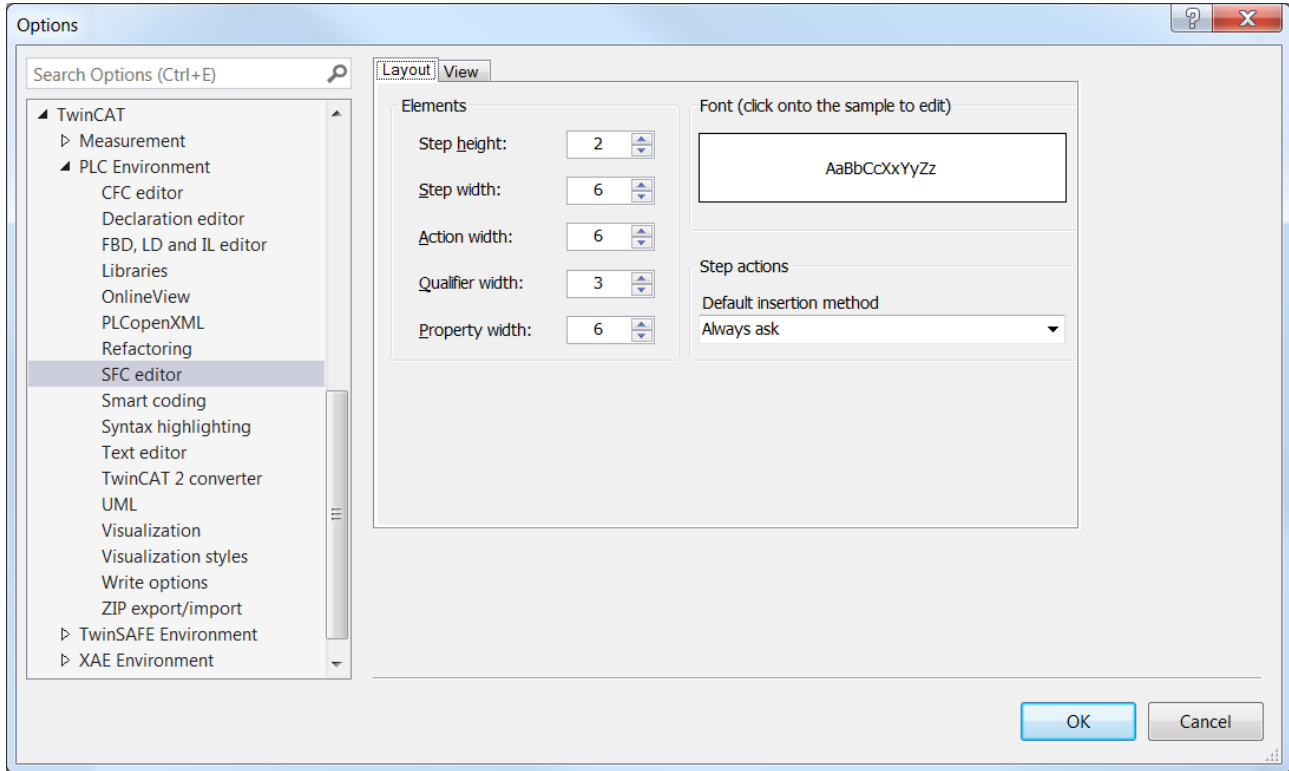 Options
Search Options (Ctrl+E)
TwinCAT
Measurement
PLC Environment
CFC editor
Declaration editor
FBD, LD and IL editor
Libraries
OnlineView
PLCopenXML
Refactoring
SFC editor
Smart coding
Syntax highlighting
Text editor
TwinCAT 2 converter
UML
Visualization
Visualization styles
Write options
ZIP export/import
TwinSAFE Environment
XAE Environment
Layout View
Elements
Step height: 2
Step width: 6
Action width: 6
Qualifier width: 3
Property width: 6
Font (click onto the sample to edit)
AaBbCcXxYyZz
Step actions
Default insertion method
Always ask
OK Cancel